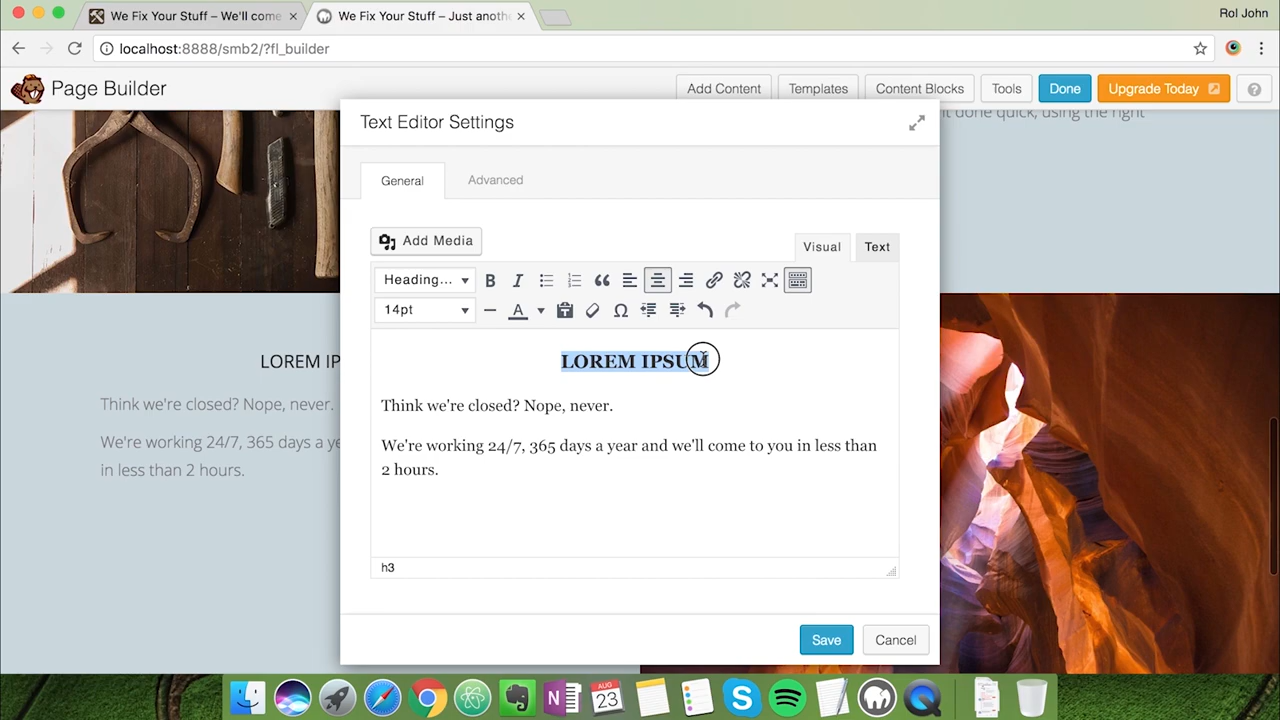 We Fix Your Stuff – We'll come
We Fix Your Stuff – Just anoth
Rol John
localhost:8888/smb2/?fl_builder
Page Builder
Add Content
Templates
Content Blocks
Tools
Done
Upgrade Today
?
t done quick, using the right
Text Editor Settings
General
Advanced
Add Media
Visual
Text
Heading...
B
I
14pt
A
Ω
LOREM IPSUM
Think we're closed? Nope, never.
We're working 24/7, 365 days a year and we'll come to you in less than
2 hours.
h3
LOREM IP
Think we're closed? Nope, never.
We're working 24/7, 365 days a ye
in less than 2 hours.
Save
Cancel
AUG
23